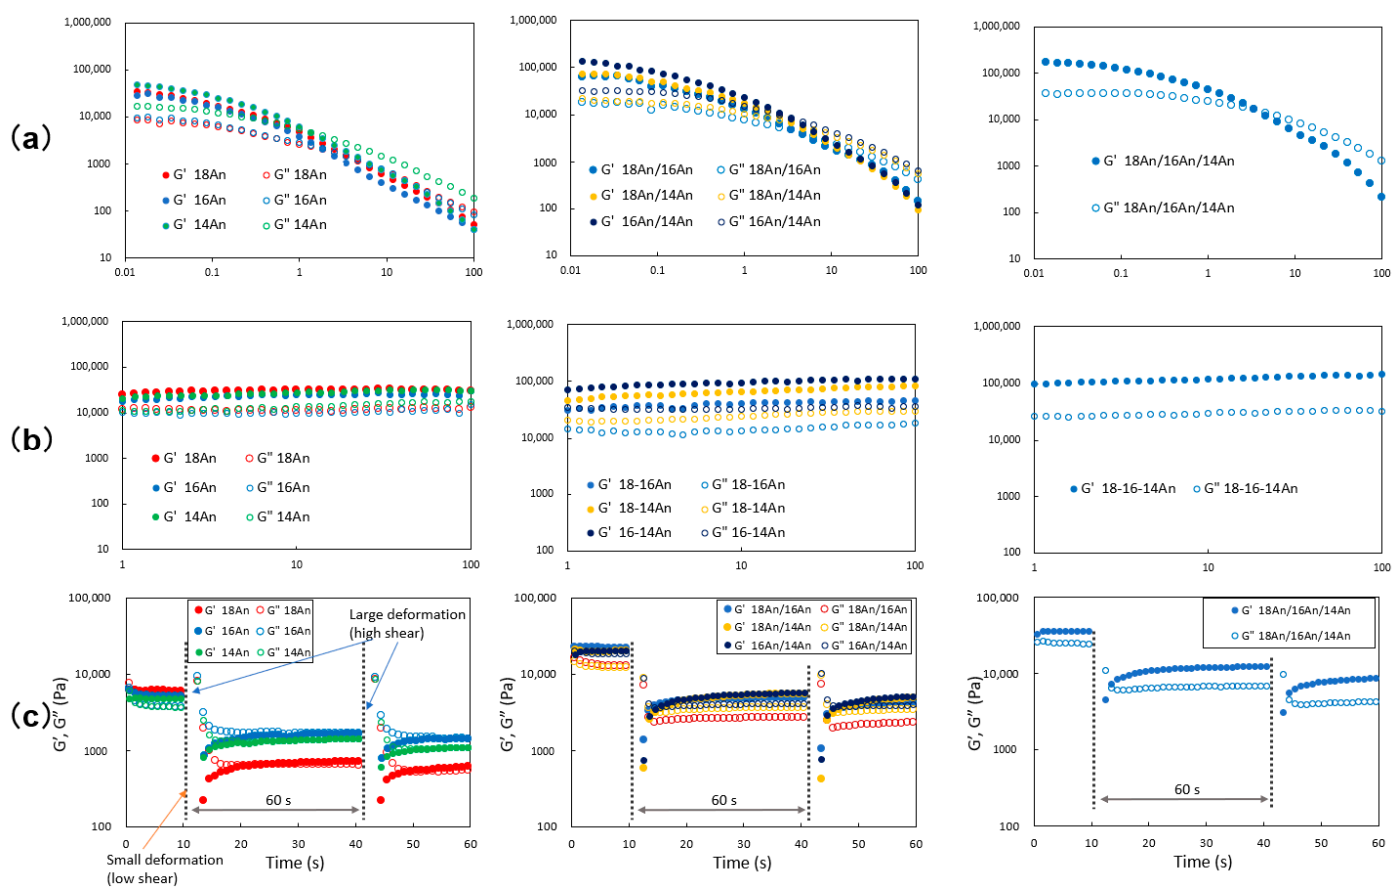 (a)
1,000,000
100,000
10,000
1000
100
10
0.01 0.1 1 10 100
G' 18An G" 18An
G' 16An G" 16An
G' 14An G" 14An
1,000,000
100,000
10,000
1000
100
10
0.01 0.1 1 10 100
G' 18An/16An G" 18An/16An
G' 18An/14An G" 18An/14An
G' 16An/14An G" 16An/14An
1,000,000
100,000
10,000
1000
100
10
0.01 0.1 1 10 100
G' 18An/16An/14An
G" 18An/16An/14An
(b)
1,000,000
100,000
10,000
1000
100
10
1 10 100
G' 18An G" 18An
G' 16An G" 16An
G' 14An G" 14An
1,000,000
100,000
10,000
1000
100
1 10 100
G' 18-16An G" 18-16An
G' 18-14An G" 18-14An
G' 16-14An G" 16-14An
1,000,000
100,000
10,000
1000
100
1 10 100
G' 18-16-14An G" 18-16-14An
(c)
G', G'' (Pa)
100,000
10,000
1000
100
0 10 20 30 40 50 60
Time (s)
G' 18An G" 18An
G' 16An G" 16An
G' 14An G" 14An
Large deformation
(high shear)
60 s
Small deformation
(low shear)
G', G'' (Pa)
100,000
10,000
1000
100
0 10 20 30 40 50 60
Time (s)
G' 18An/16An G" 18An/16An
G' 18An/14An G" 18An/14An
G' 16An/14An G" 16An/14An
60 s
G', G'' (Pa)
100,000
10,000
1000
100
0 10 20 30 40 50 60
Time (s)
G' 18An/16An/14An
G" 18An/16An/14An
60 s